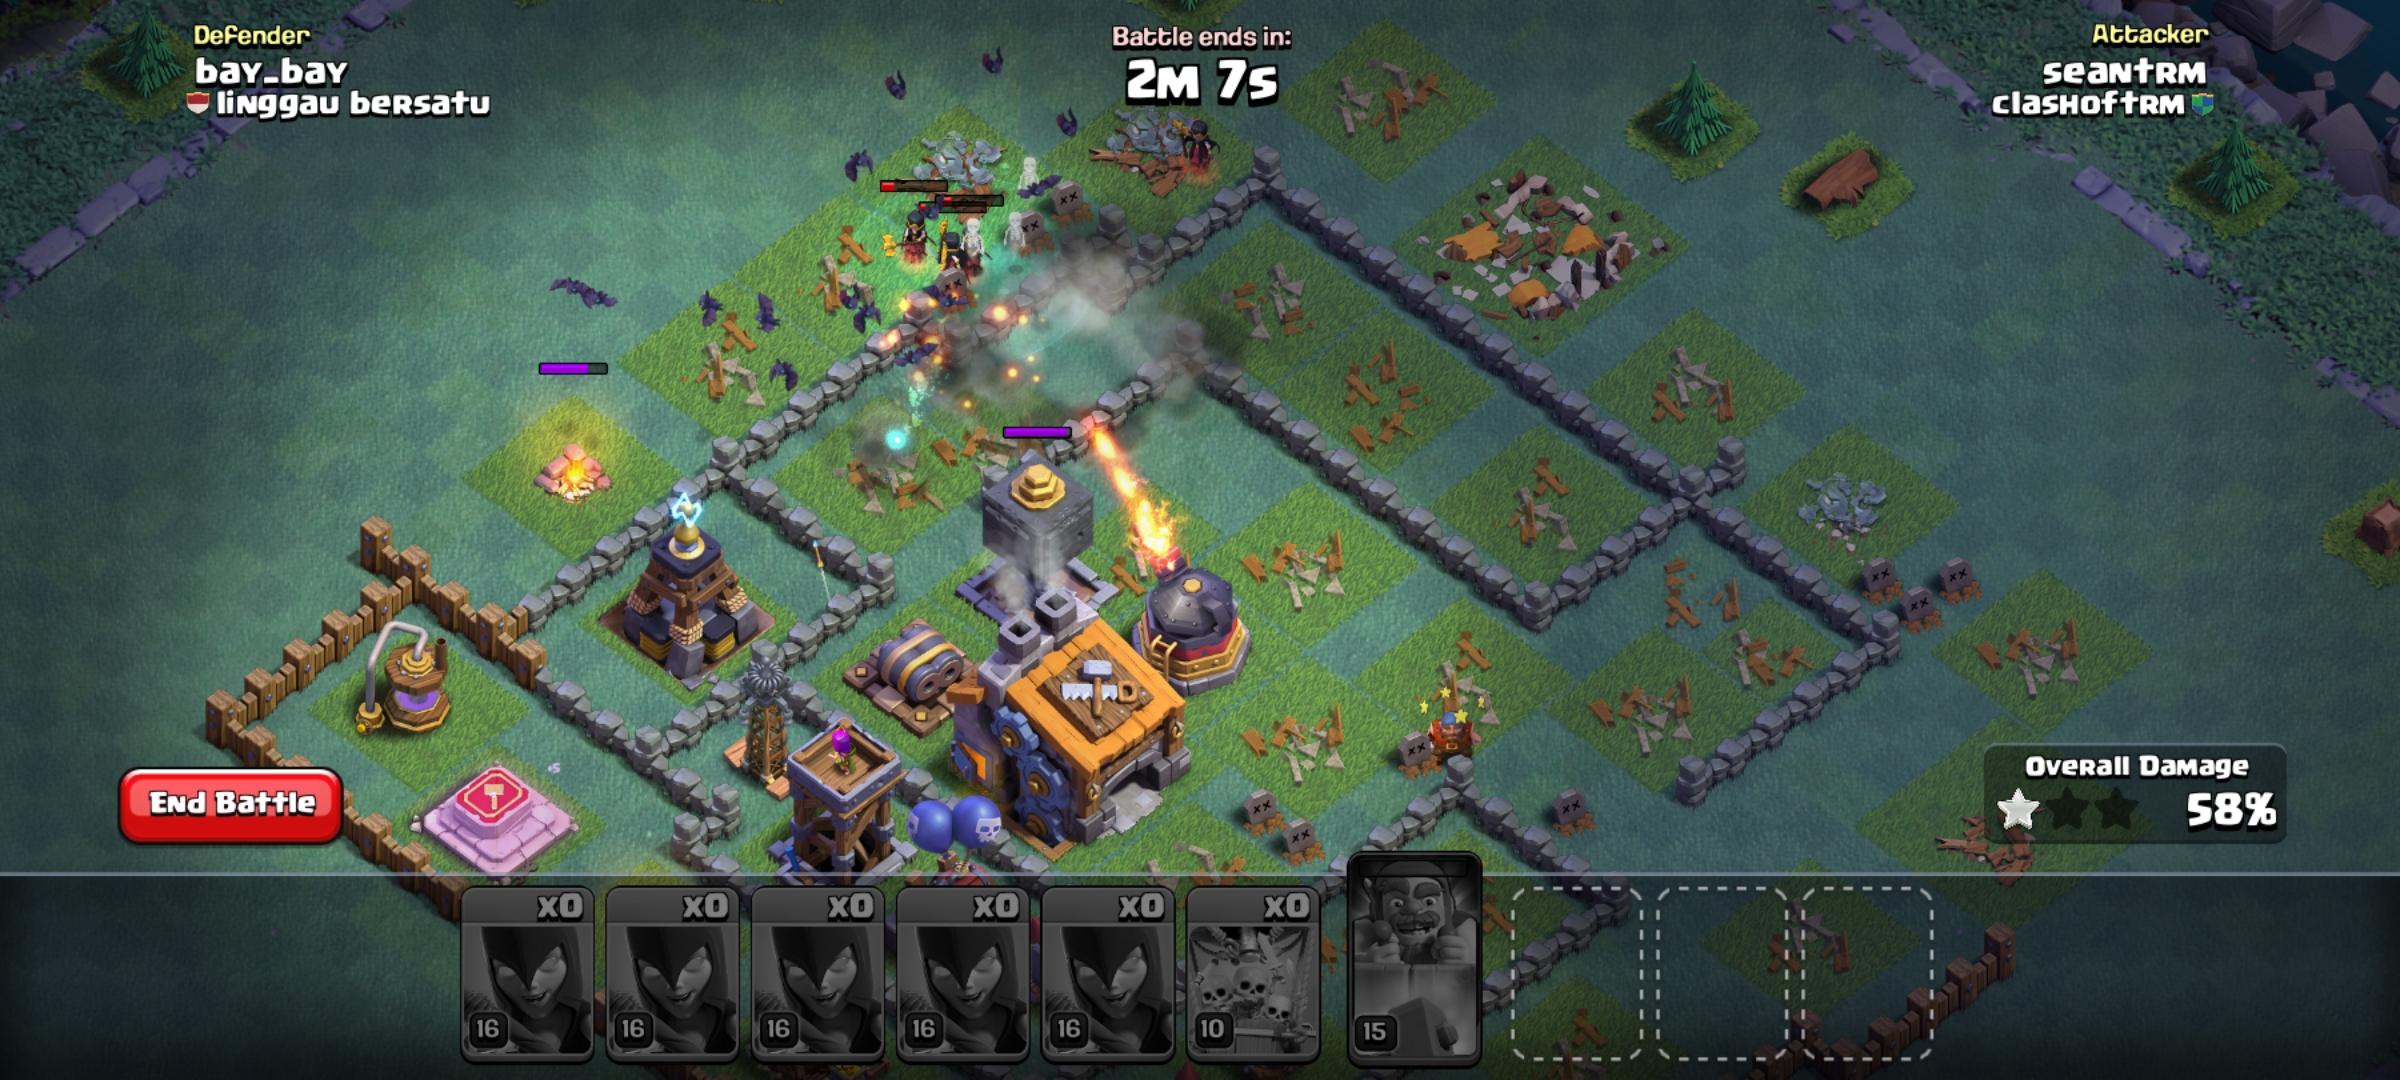 Defender
bay_bay
linggau bersatu
Battle ends in:
2M 7s
Attacker
seantRM
clashoftRM
End Battle
Overall Damage
58%
x0
x0
x0
x0
x0
x0
16
16
16
16
16
10
15